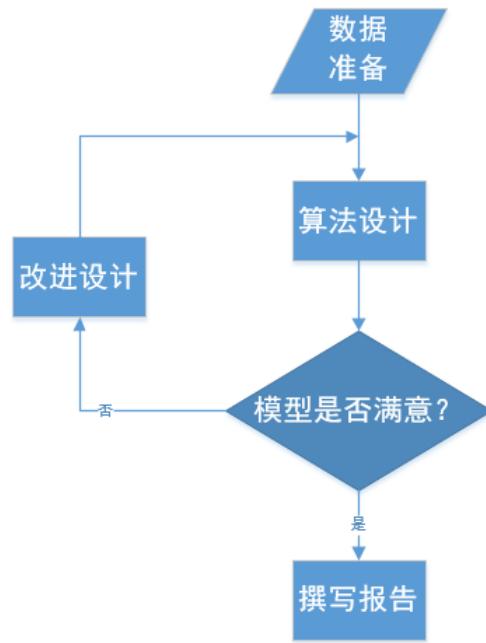 数据
准备
算法设计
改进设计
模型是否满意？
否
是
撰写报告